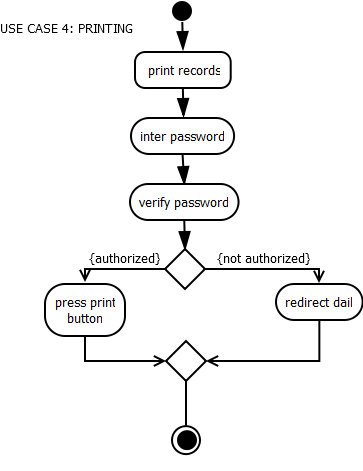 USE CASE 4: PRINTING
print records
inter password
verify password
{authorized}
{not authorized}
press print
button
redirect dail